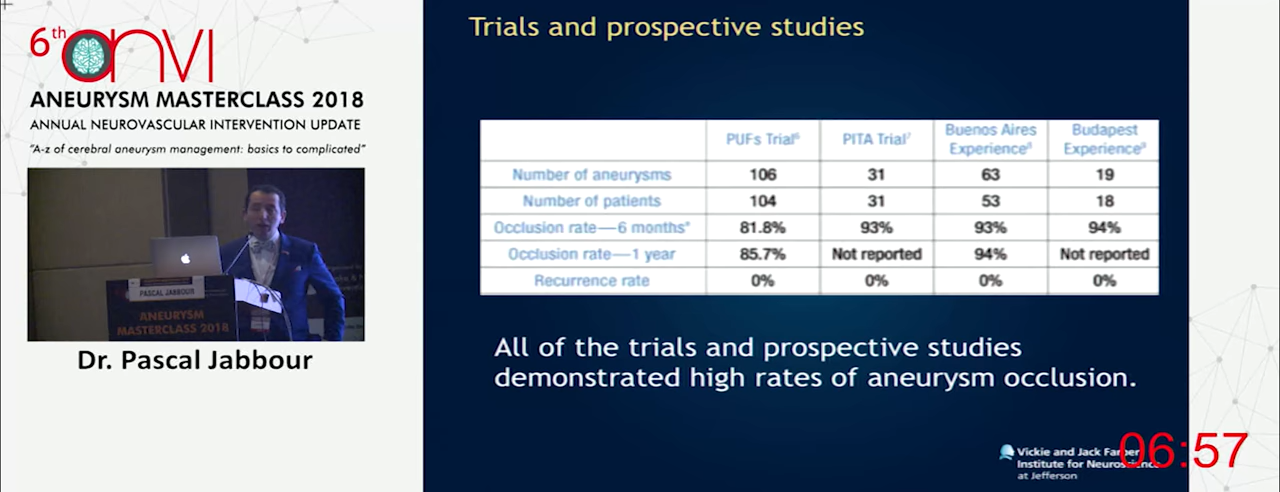 6th anvi
ANEURYSM MASTERCLASS 2018
ANNUAL NEUROVASCULAR INTERVENTION UPDATE
"A-z of cerebral aneurysm management: basics to complicated"
PASCAL JABBOUR
ANEURYSM
MASTERCLASS 2018
Dr. Pascal Jabbour
Trials and prospective studies
PUFs Trial⁶ PITA Trial⁷ Buenos Aires Experience⁸ Budapest Experience⁹
Number of aneurysms 106 31 63 19
Number of patients 104 31 53 18
Occlusion rate—6 months* 81.8% 93% 93% 94%
Occlusion rate—1 year 85.7% Not reported 94% Not reported
Recurrence rate 0% 0% 0% 0%
All of the trials and prospective studies
demonstrated high rates of aneurysm occlusion.
Vickie and Jack Farber
Institute for Neuroscience
at Jefferson
06:57